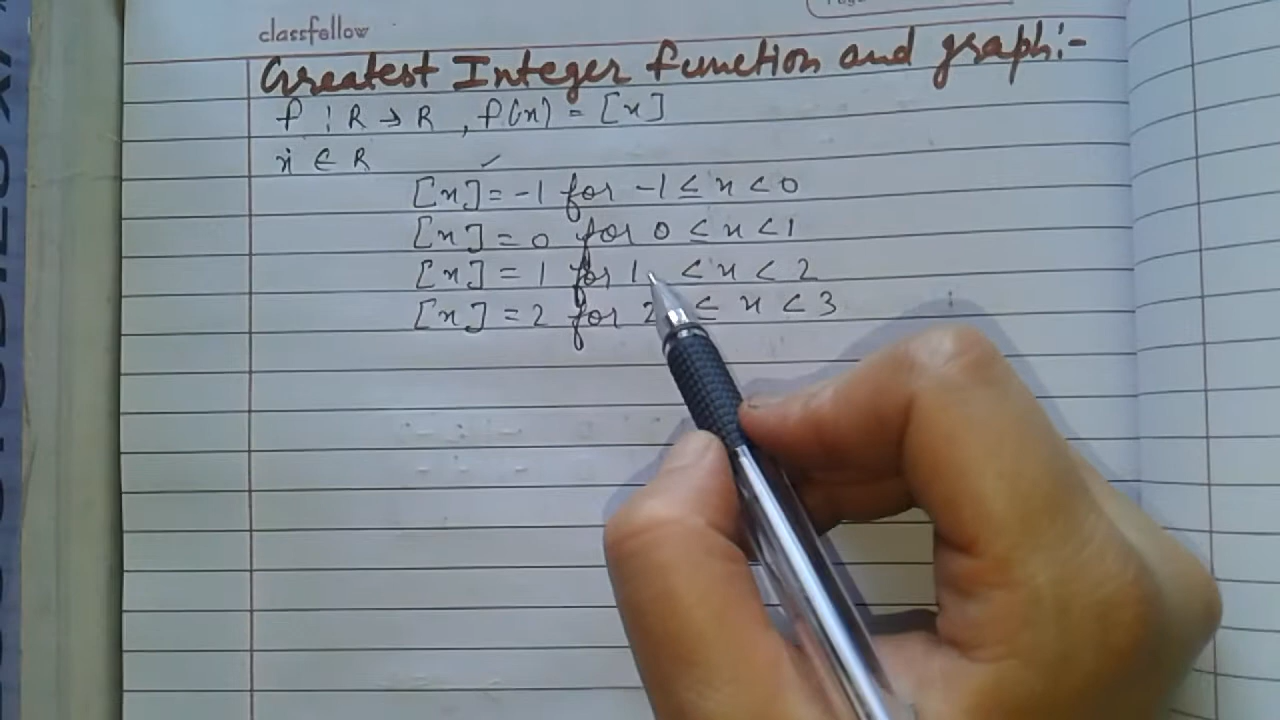 classfollow
Greatest Integer function and graph:-
f : R → R , f(x) = [x]
x ∈ R ✓
[x] = -1 for -1 ≤ x < 0
[x] = 0 for 0 ≤ x < 1
[x] = 1 for 1 < x < 2
[x] = 2 for 2 ≤ x < 3